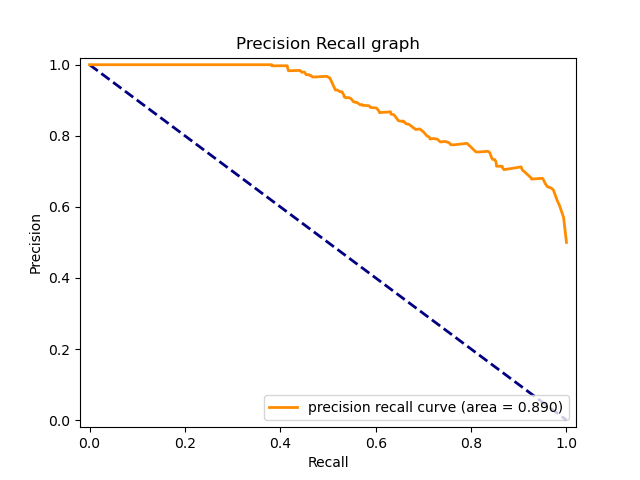 Precision Recall graph
1.0
0.8
0.6
0.4
0.2
0.0
Precision
precision recall curve (area = 0.890)
0.0 0.2 0.4 0.6 0.8 1.0
Recall